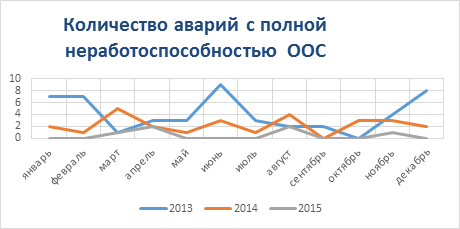 Количество аварий с полной
неработоспособностью ООС
10
8
6
4
2
0
январь
февраль
март
апрель
май
июнь
июль
август
сентябрь
октябрь
ноябрь
декабрь
2013 2014 2015